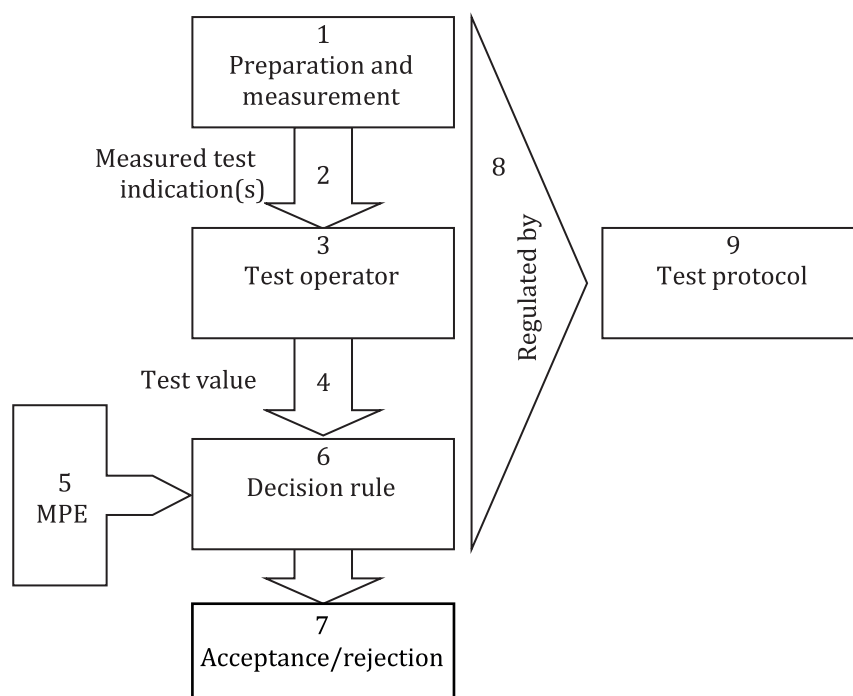 1
Preparation and
measurement
Measured test
indication(s)
2
3
Test operator
Test value
4
5
MPE
6
Decision rule
7
Acceptance/rejection
8
Regulated by
9
Test protocol